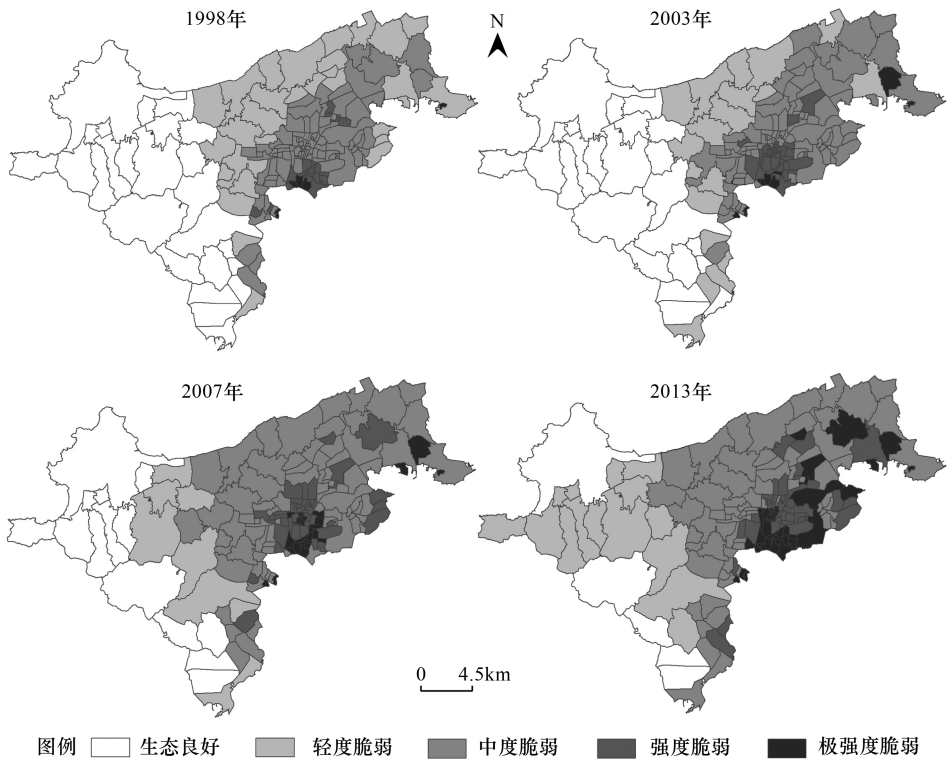 1998年
N
2003年
2007年
2013年
0 4.5km
图例 生态良好 轻度脆弱 中度脆弱 强度脆弱 极强度脆弱